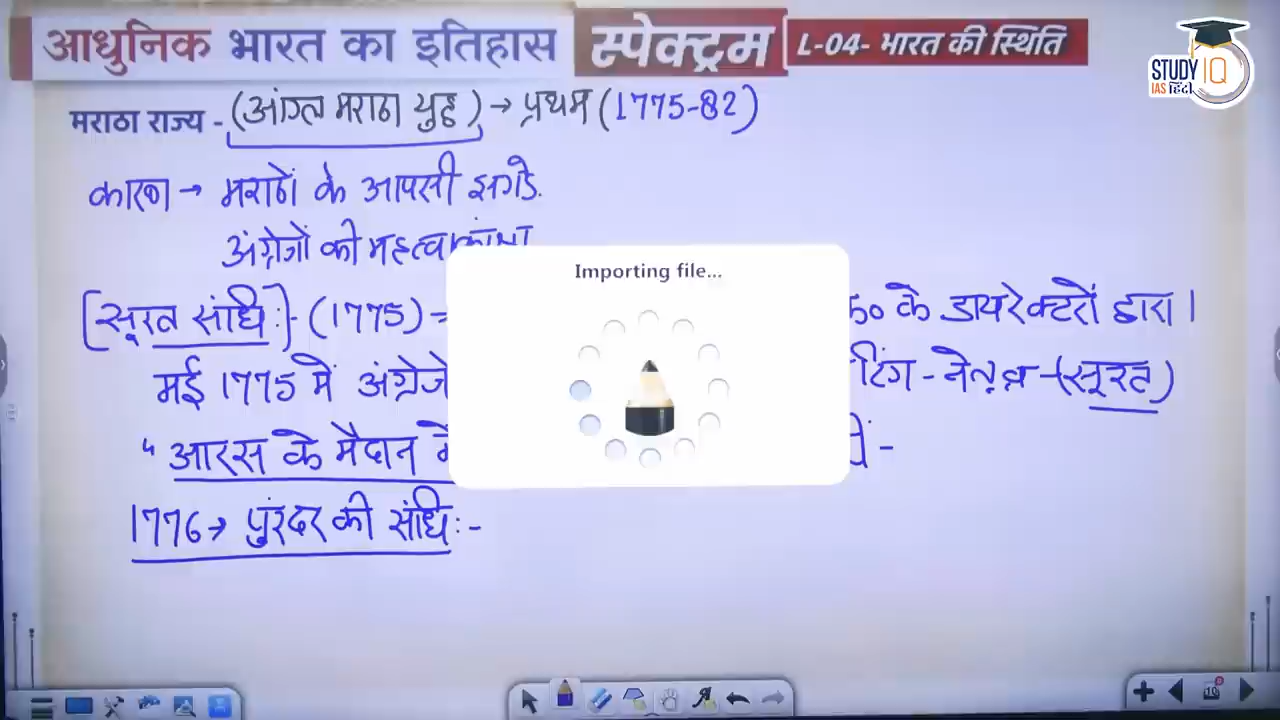 आधुनिक भारत का इतिहास स्पेक्ट्रम L-04- भारत की स्थिति
STUDY IQ
IAS हिंदी
मराठा राज्य - (आंग्ल मराठा युद्ध) → प्रथम (1775-82)
कारण → मराठों के आपसी झगड़े.
अंग्रेजों की महत्वाकांक्षा
Importing file...
[सूरत संधि:]- (1775) → के डायरेक्टरों द्वारा।
मई 1775 में अंग्रेजो मीटिंग - नेतृत्व - (सूरत)
" आरस के मैदान में
1776 → पुरंदर की संधि:-
10